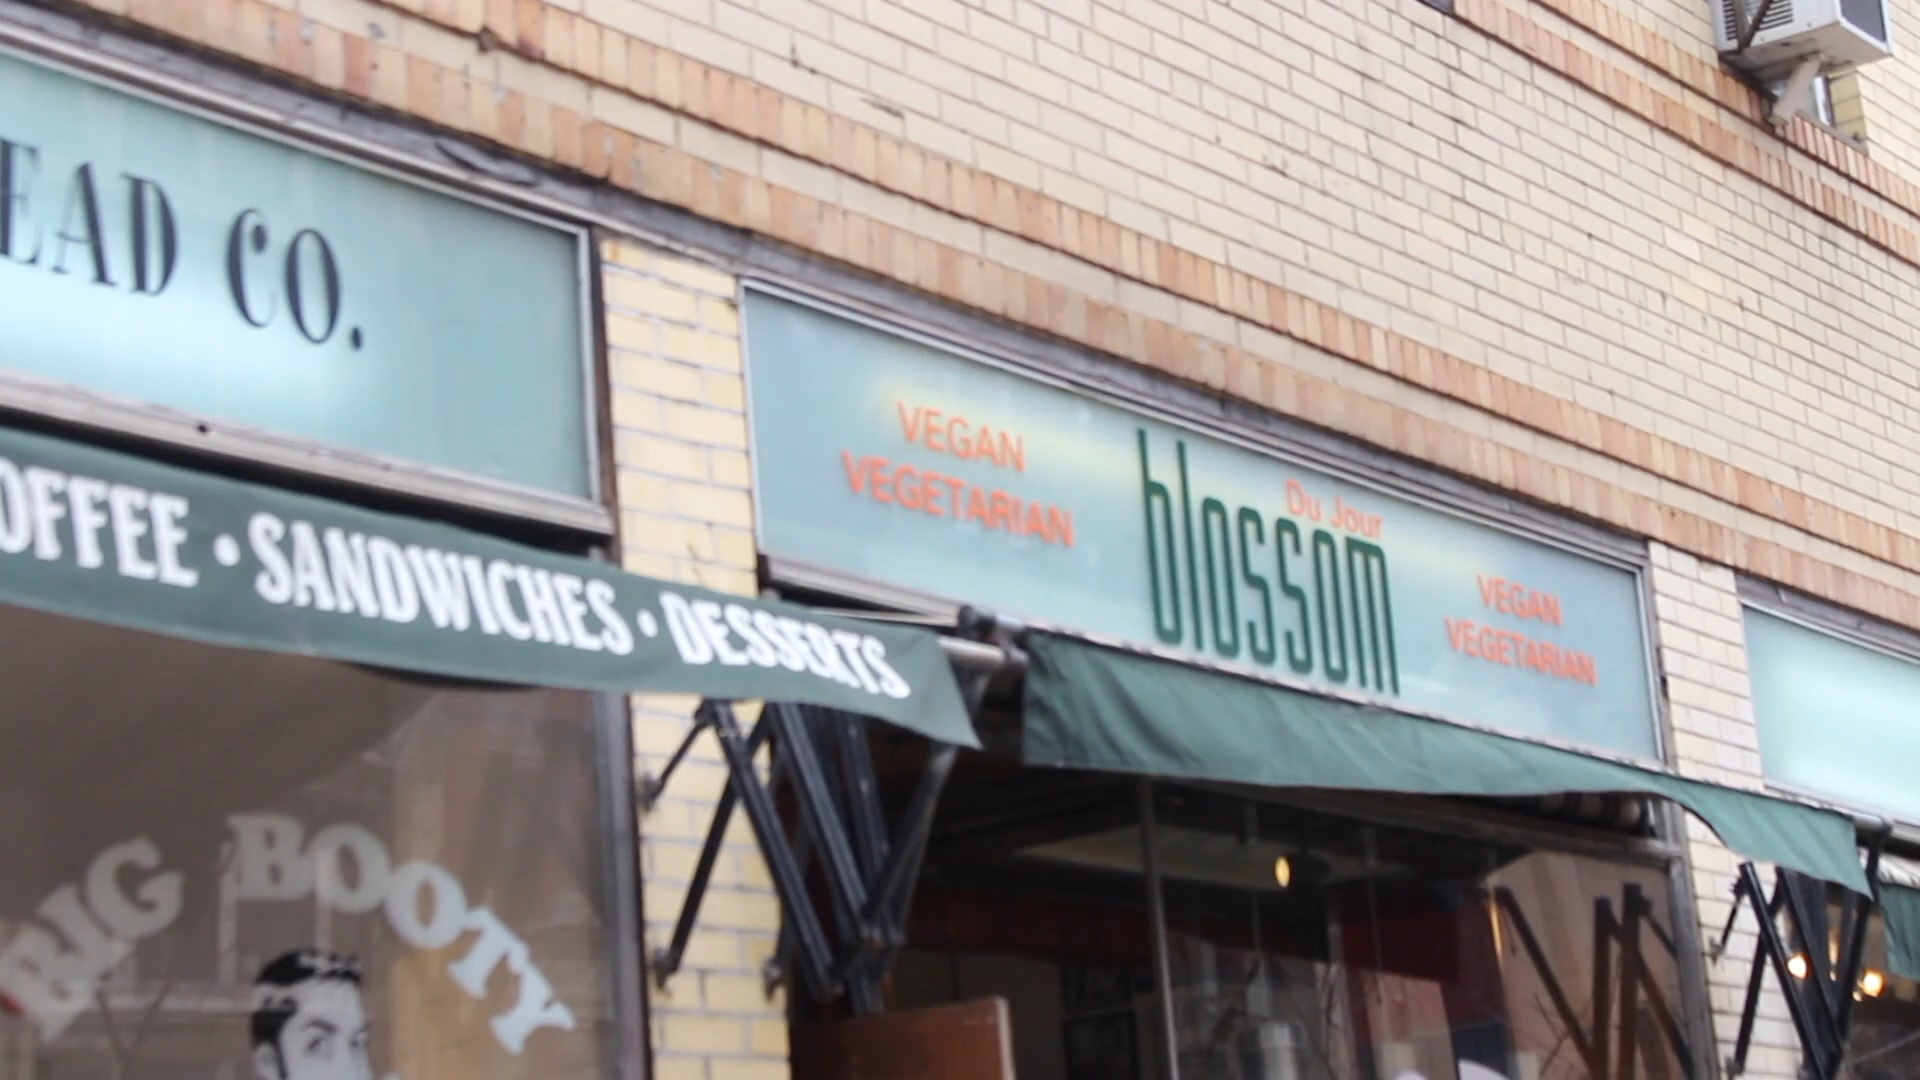 EAD CO.
OFFEE • SANDWICHES • DESSERTS
BIG BOOTY
VEGAN
VEGETARIAN
Du Jour
blossom
VEGAN
VEGETARIAN